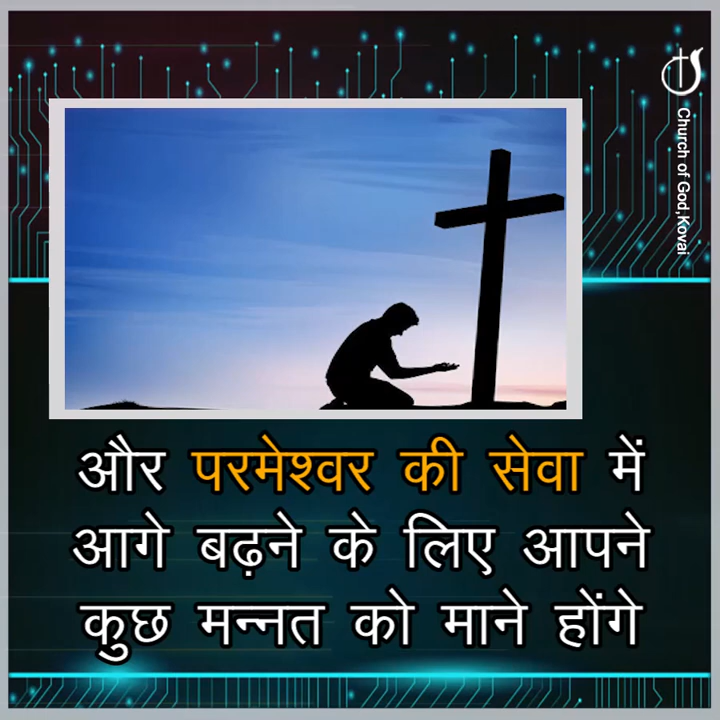 Church of God,Kovai
और परमेश्वर की सेवा में
आगे बढ़ने के लिए आपने
कुछ मन्नत को माने होंगे